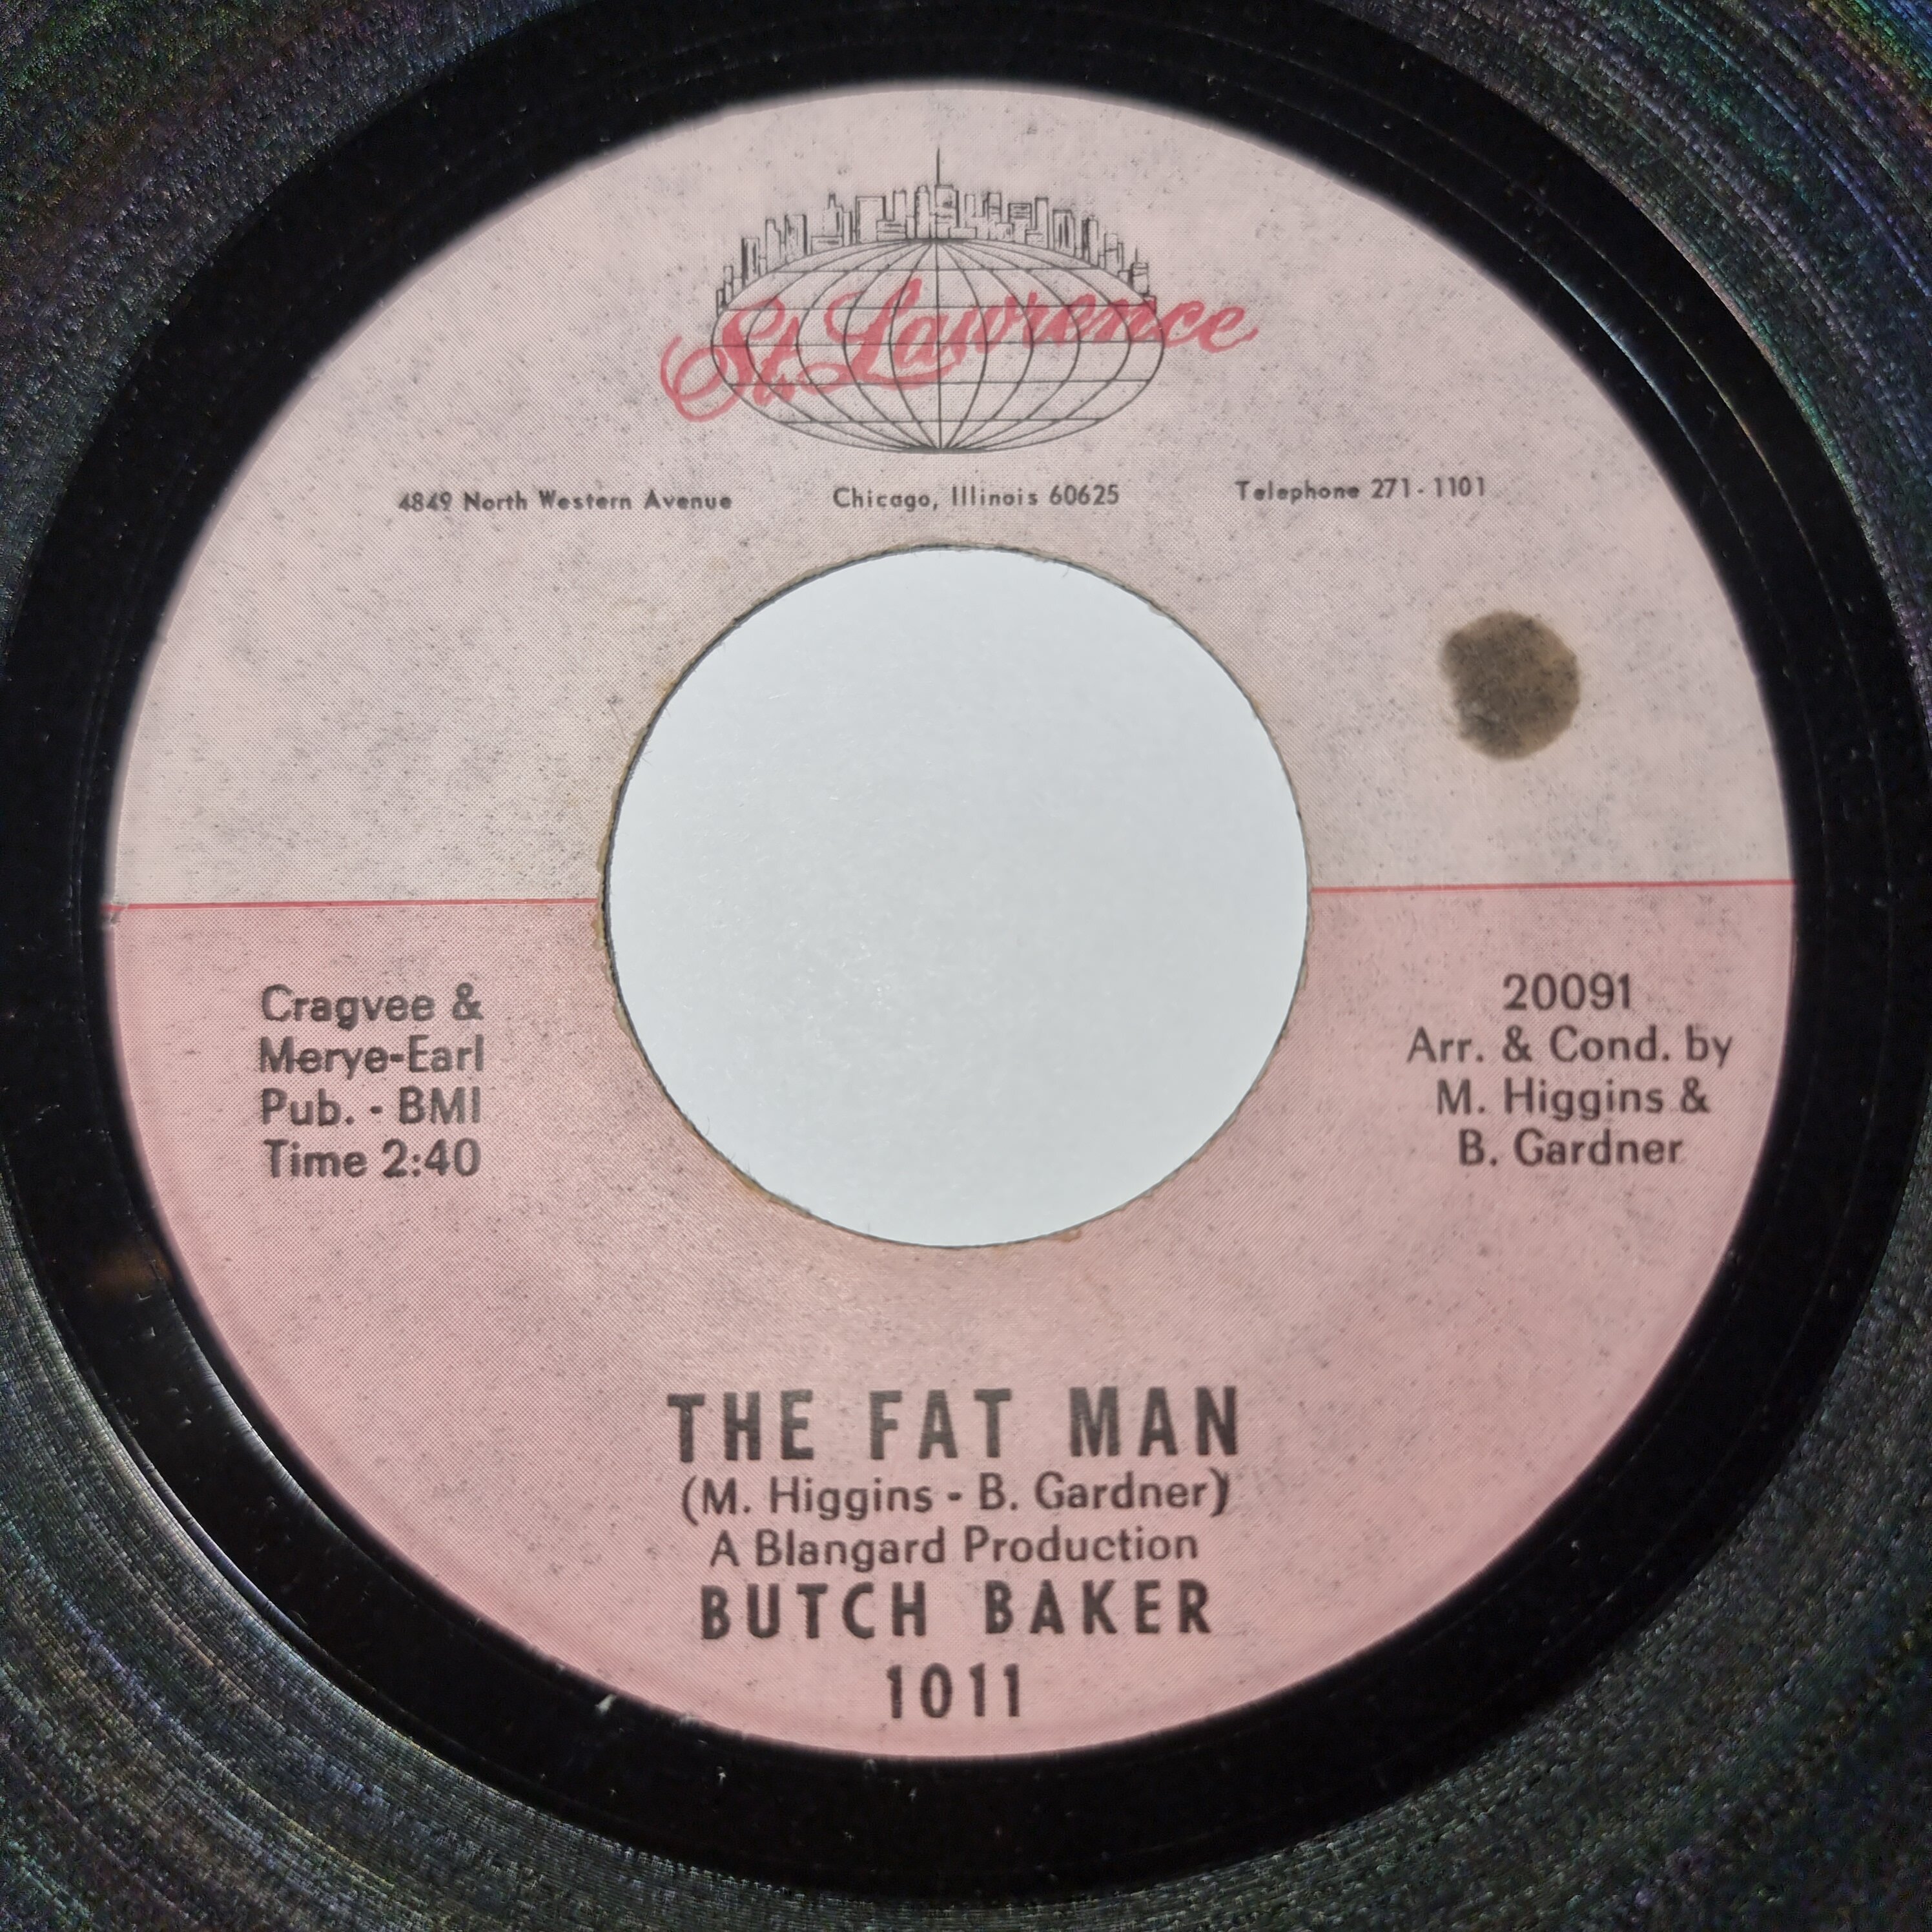 St. Lawrence
4849 North Western Avenue Chicago, Illinois 60625 Telephone 271-1101
Cragvee &
Merye-Earl
Pub. - BMI
Time 2:40
20091
Arr. & Cond. by
M. Higgins &
B. Gardner
THE FAT MAN
(M. Higgins - B. Gardner)
A Blangard Production
BUTCH BAKER
1011